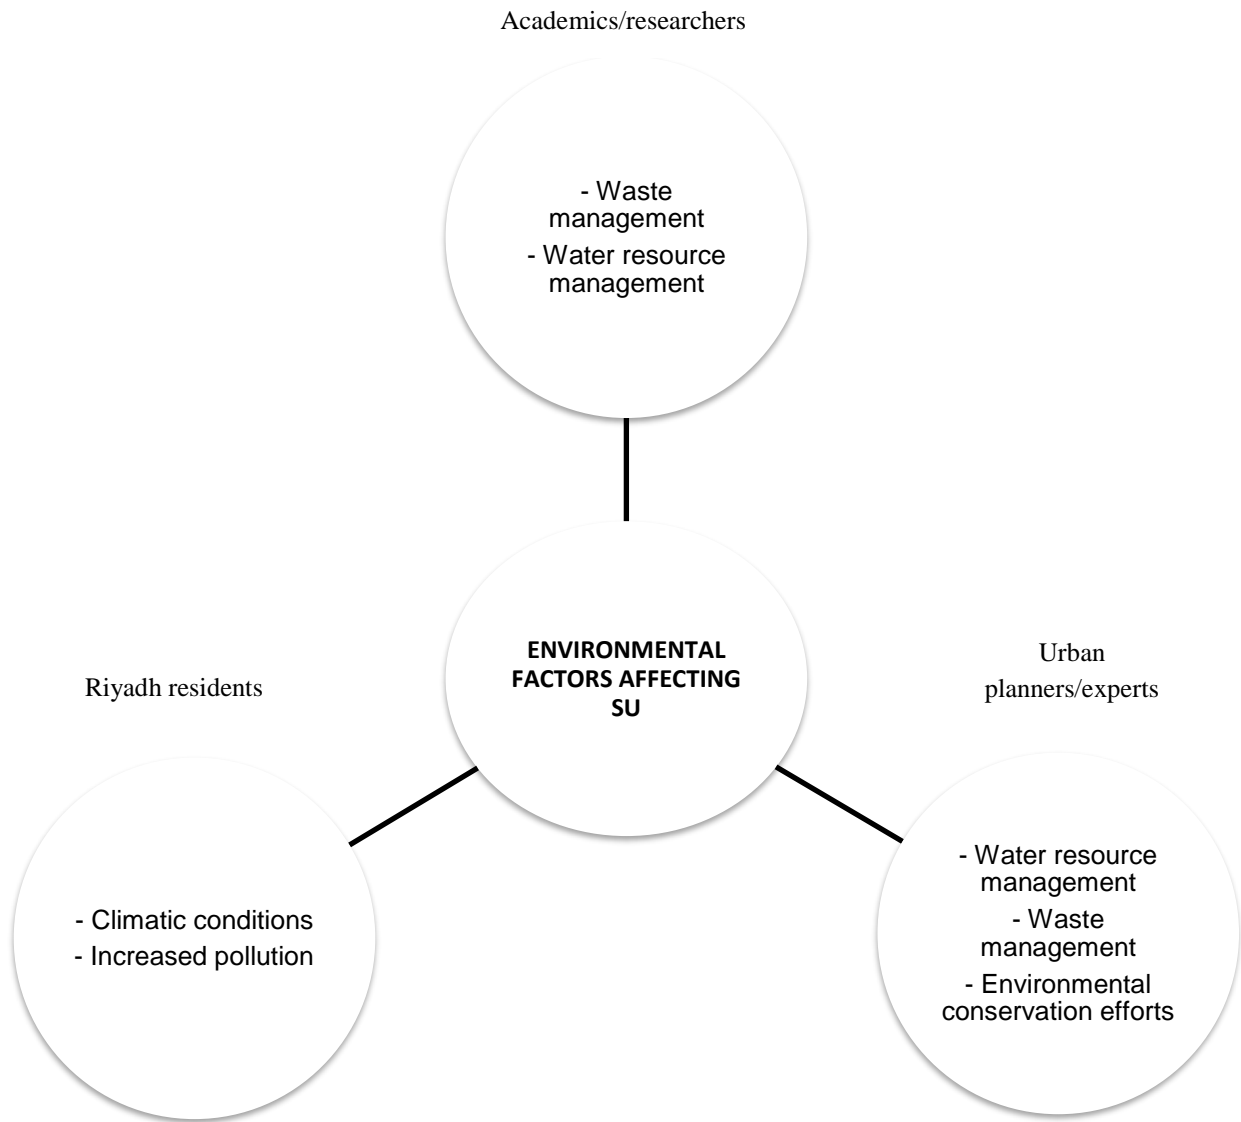 Academics/researchers
- Waste
management
- Water resource
management
ENVIRONMENTAL
FACTORS AFFECTING
SU
Riyadh residents
- Climatic conditions
- Increased pollution
Urban
planners/experts
- Water resource
management
- Waste
management
- Environmental
conservation efforts